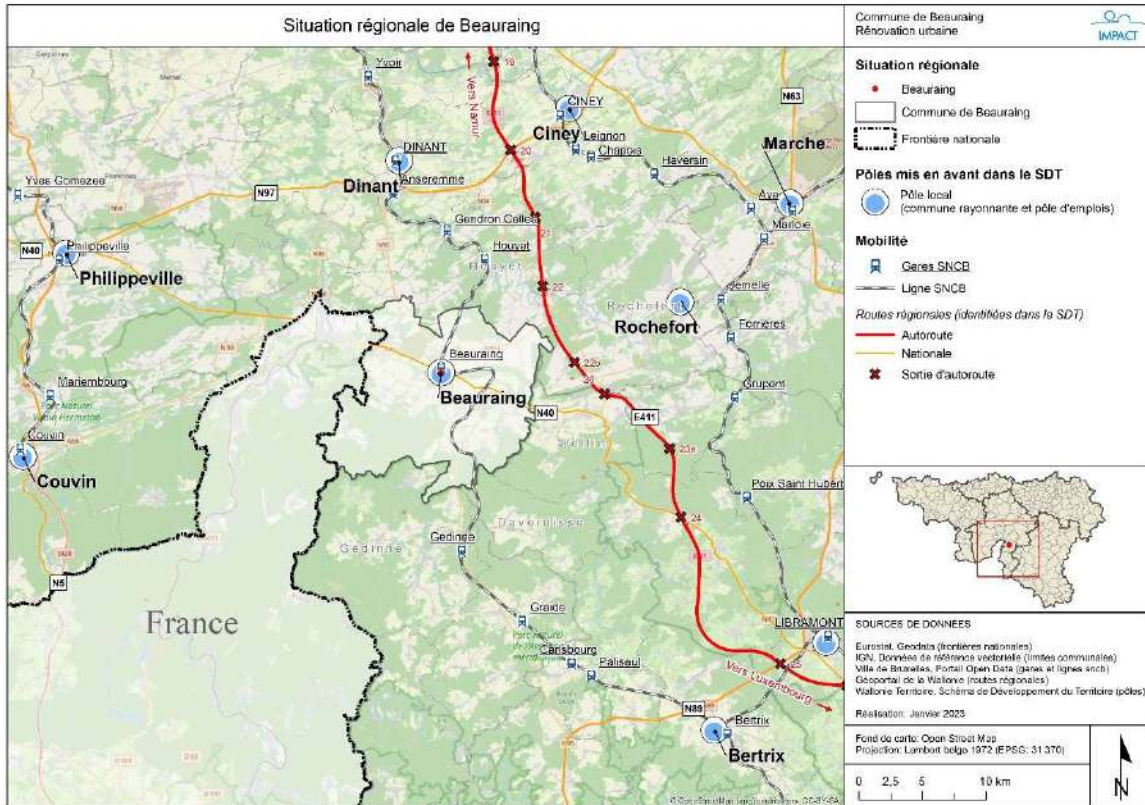 Situation régionale de Beauraing
Commune de Beauraing
Rénovation urbaine
IMPACT
Situation régionale
Beauraing
Commune de Beauraing
Frontière nationale
Pôles mis en avant dans le SDT
Pôle local
(commune rayonnante et pôle d'emplois)
Mobilité
Gares SNCB
Ligne SNCB
Routes régionales (identifiées dans le SDT)
Autoroute
Nationale
Sortie d'autoroute
SOURCES DE DONNÉES
Eurostat, Geodata (frontières nationales)
IGN, Données de référence vectorielle (limites communales)
Ville de Bruxelles, Portail Open Data (gares et lignes sncb)
Géoportail de la Wallonie (routes régionales)
Wallonie Territoire, Schéma de Développement du Territoire (pôles)
Réalisation: Janvier 2023
Fond de carte: Open Street Map
Projection: Lambert belge 1972 (EPSG: 31 370)
0 2,5 5 10 km
N
Yvoir
19
Vers Namur
CINEY
Ciney
Leignon
Chapois
N63
20
DINANT
Dinant
Anseremme
Haversin
Marche
Aye
Marloie
Yves Gomezee
N97
Gendron Celles
21
N40
Philippeville
Philippeville
Houyet
Houyet
22
Rochefort
Rochefort
Jemelle
Forrières
Beauraing
Beauraing
22b
23
Grupont
Mariembourg
N40
E411
Wellin
Couvin
Couvin
23a
Poix Saint Hubert
24
Daverdisse
Gedinne
Gedinne
N5
France
Graide
Carlsbourg
Paliseul
LIBRAMONT
25
Vers Luxembourg
N89
Bertrix
Bertrix